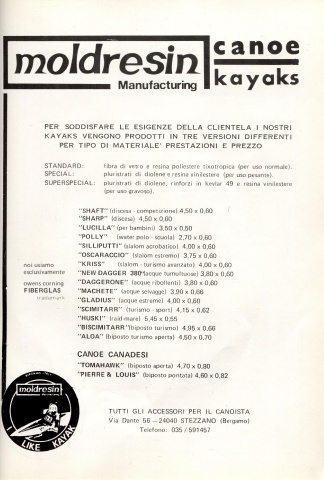 moldresin
Manufacturing
canoe
kayaks
PER SODDISFARE LE ESIGENZE DELLA CLIENTELA I NOSTRI
KAYAKS VENGONO PRODOTTI IN TRE VERSIONI DIFFERENTI
PER TIPO DI MATERIALE' PRESTAZIONI E PREZZO
STANDARD: fibra di vetro e resina poliestere tixotropica (per uso normale).
SPECIAL: pluristrati di diolene e resina vinilestere (per uso pesante).
SUPERSPECIAL: pluristrati di diolene, rinforzi in kevlar 49 e resina vinilestere
(per uso gravoso).
"SHAFT" (discesa - competizione) 4,50 x 0,60
"SHARP" (discesa) 4,50 x 0,60
"LUCILLA" (per bambini) 3,50 x 0,50
"POLLY" (water polo - scuola) 2,70 x 0,60
"SILLIPUTTI" (slalom acrobatico) 4,00 x 0,60
"OSCARACCIO" (slalom estremo) 3,75 x 0,60
"KRISS" (slalom - turismo avanzato) 4,00 x 0,60
"NEW DAGGER 380" (acque tumultuose) 3,80 x 0,60
"DAGGERONE" (acque ribollenti) 3,80 x 0,60
"MACHETE" (acque selvagge) 3,90 x 0,66
"GLADIUS" (acque estreme) 4,00 x 0,60
"SCIMITARR" (turismo - sport) 4,15 x 0,62
"HUSKI" (raid-mare) 5,45 x 0,55
"BISCIMITARR" (biposto turismo) 4,95 x 0,66
"ALOA" (biposto turismo aperta) 4,50 x 0,70
noi usiamo
esclusivamente
owens corning
FIBERGLAS
trademark
CANOE CANADESI
"TOMAHAWK" (biposto aperta) 4,70 x 0,80
"PIERRE & LOUIS" (biposto pontata) 4,60 x 0,82
moldresin
Manufacturing
I LIKE KAYAK
TUTTI GLI ACCESSORI PER IL CANOISTA
Via Dante 56 - 24040 STEZZANO (Bergamo)
Telefono: 035 / 591457